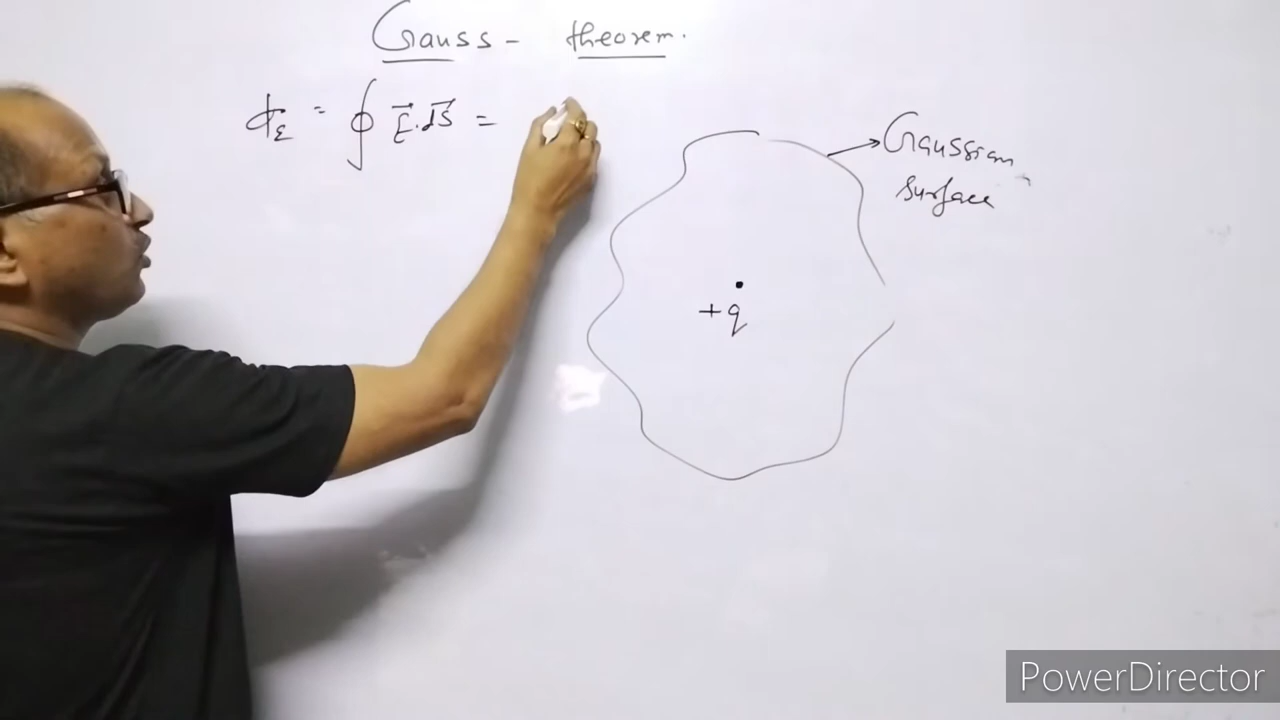 Gauss - theorem.
ϕ_E = ∮ E⃗ . dS⃗ =
Gaussian
surface
+q
PowerDirector